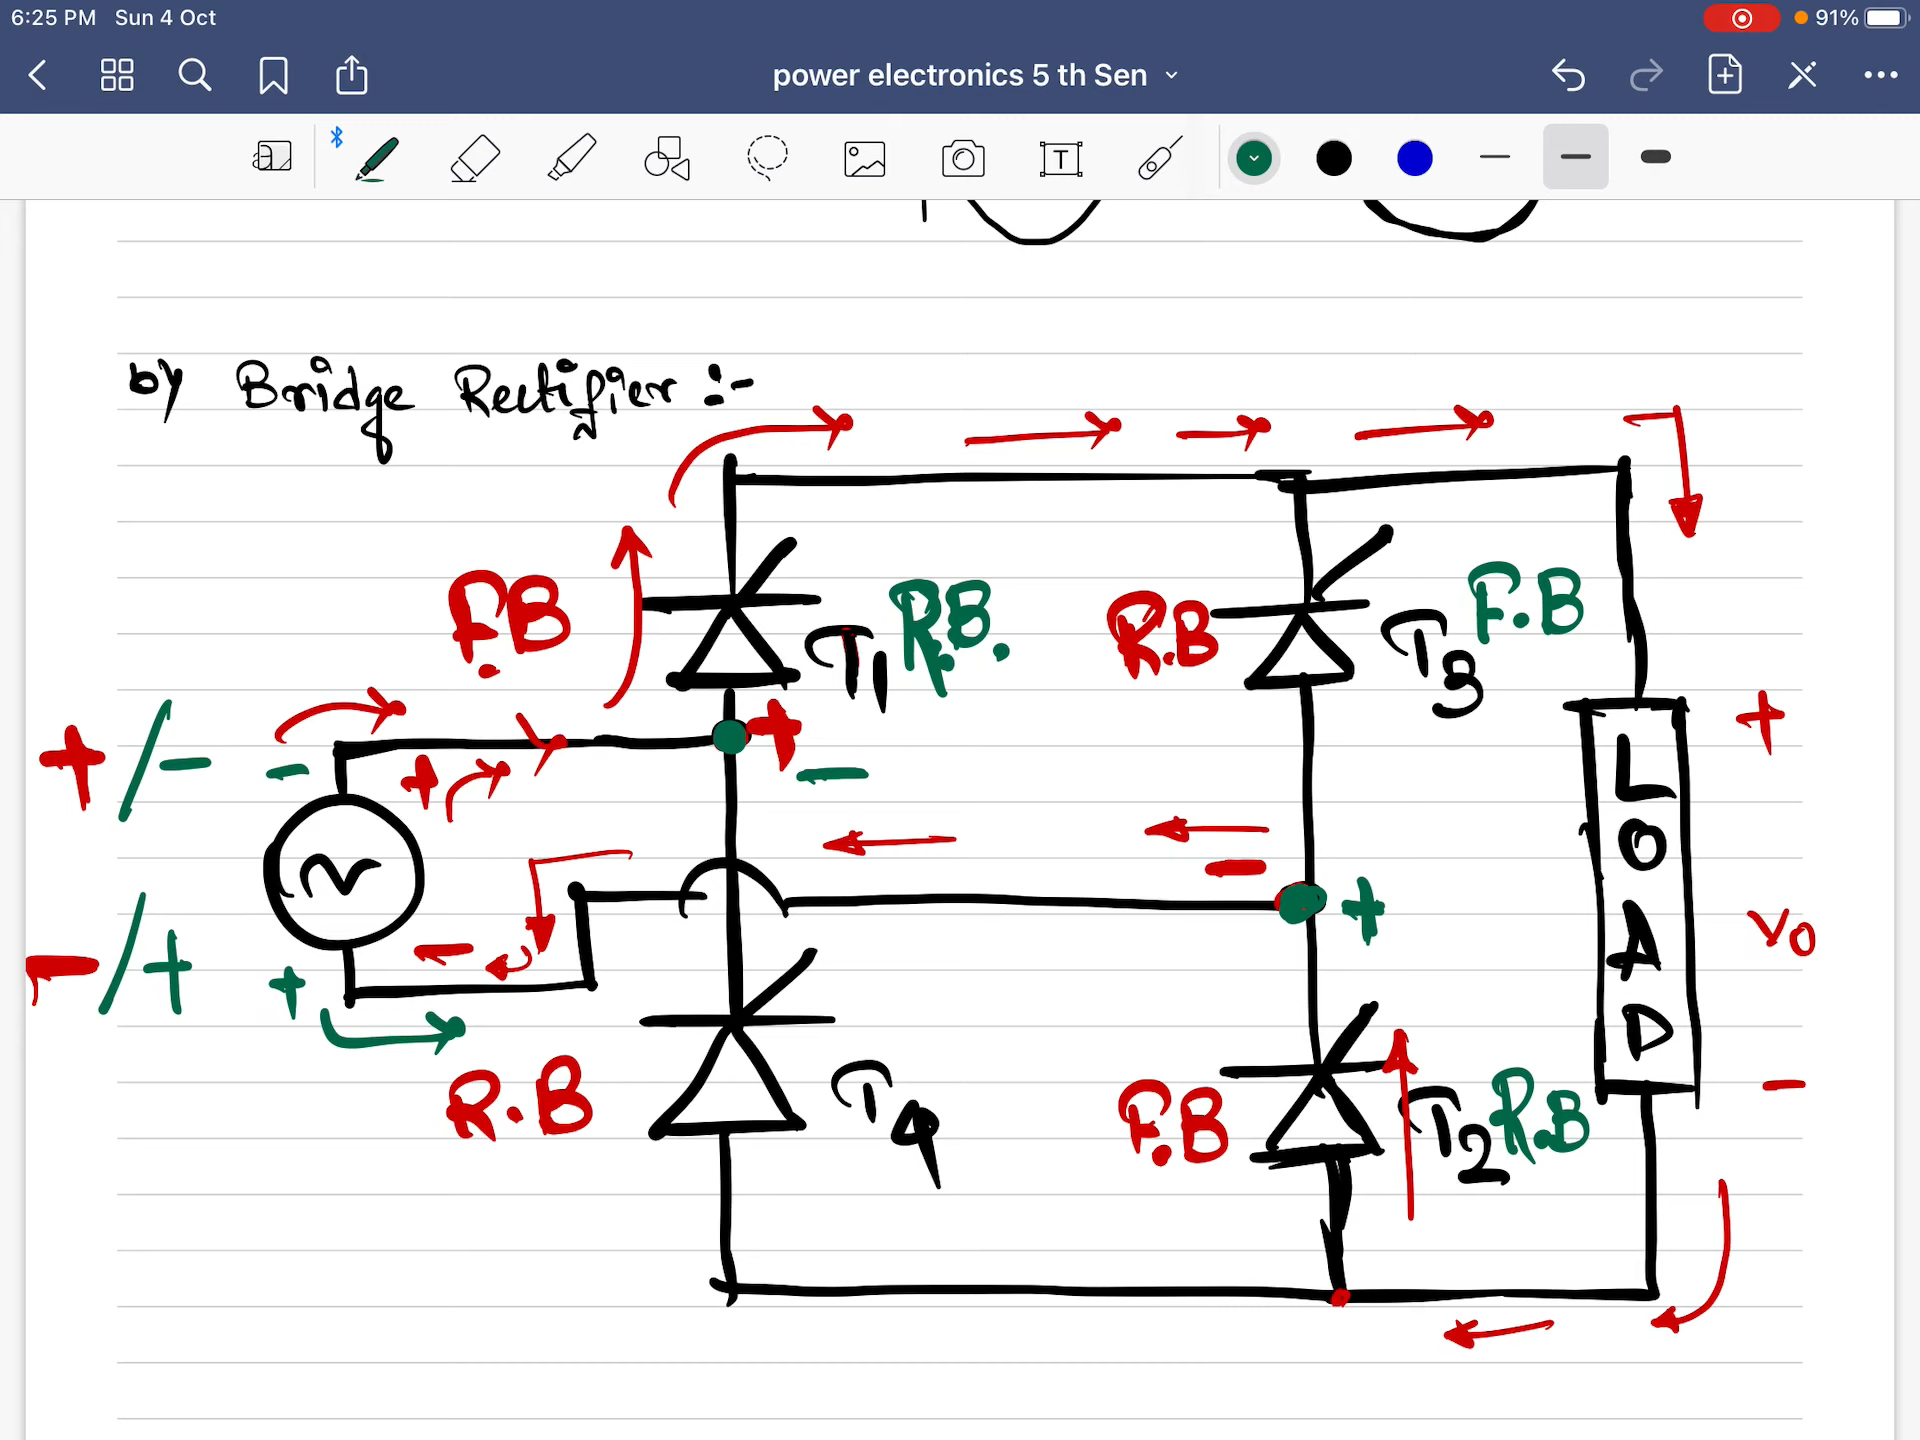 6:25 PM Sun 4 Oct
91%
power electronics 5 th Sen
T
b) Bridge Rectifier :-
F.B
T1 R.B.
R.B
T3 F.B
+/- - +
+
-
+
L
O
A
D
-
+
Vo
-/+ + -
R.B
T4
F.B
T2 R.B
-